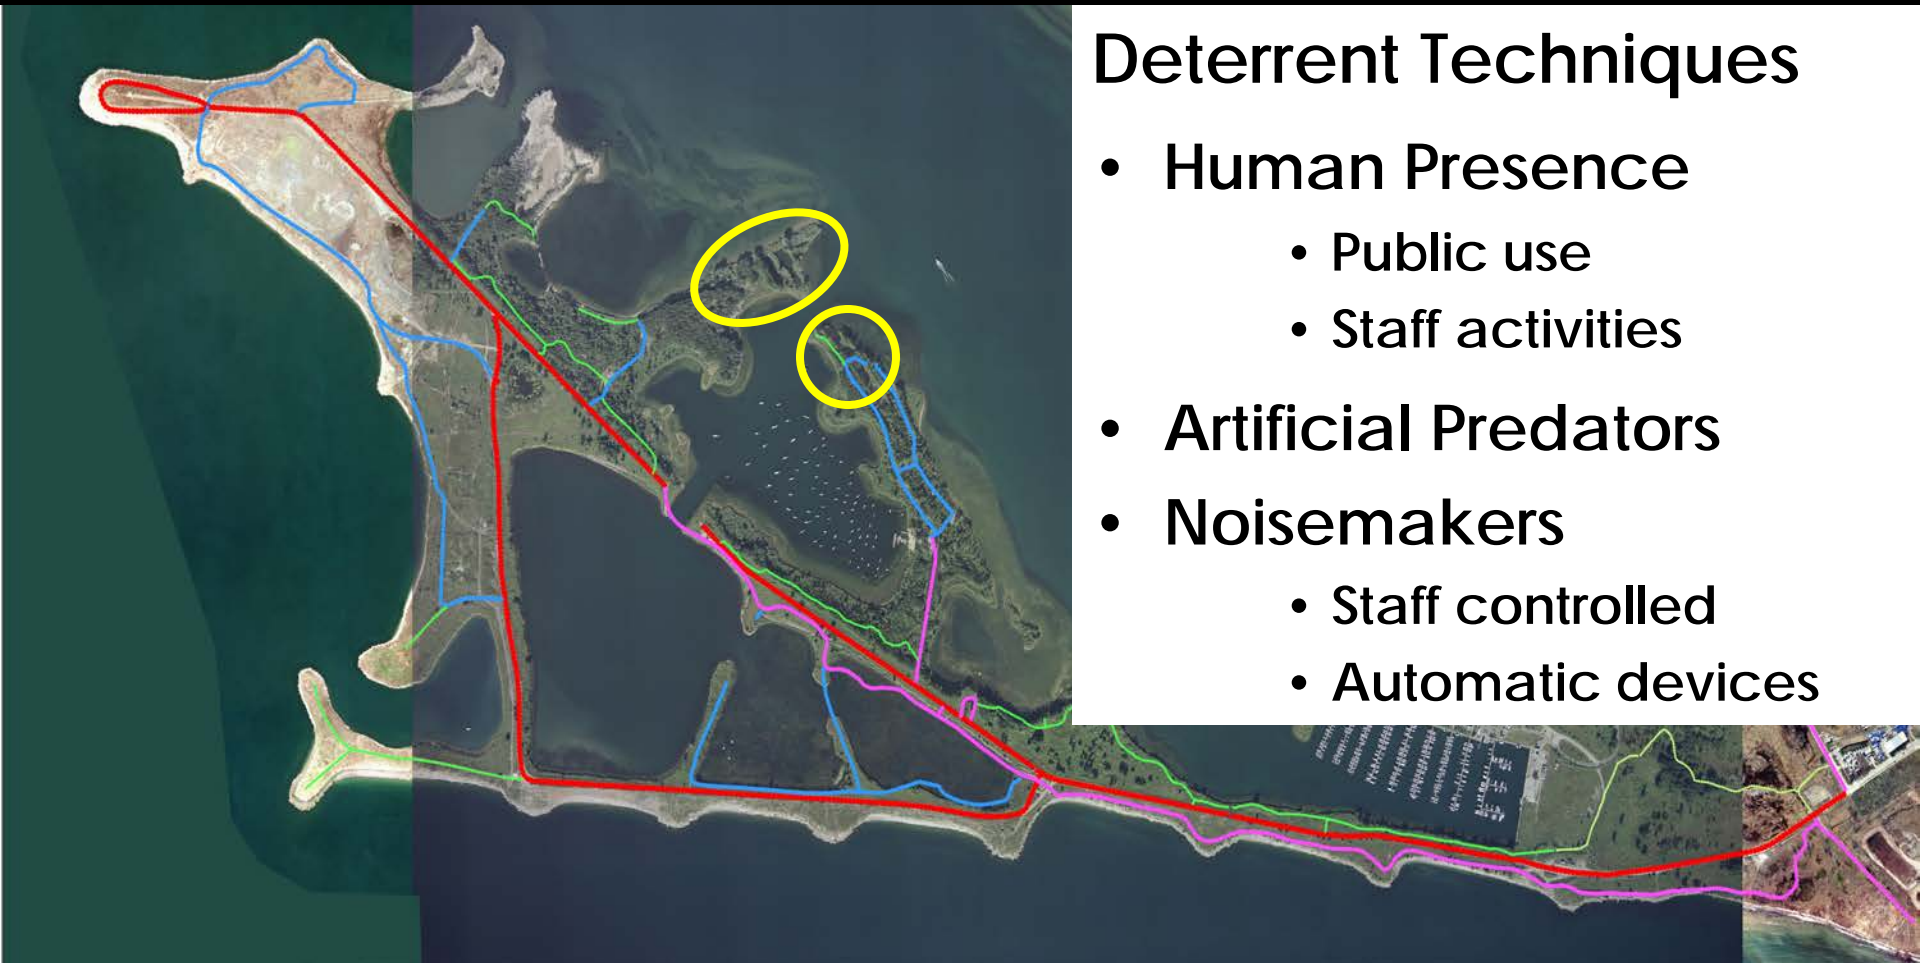 Deterrent Techniques
• Human Presence
• Public use
• Staff activities
• Artificial Predators
• Noisemakers
• Staff controlled
• Automatic devices